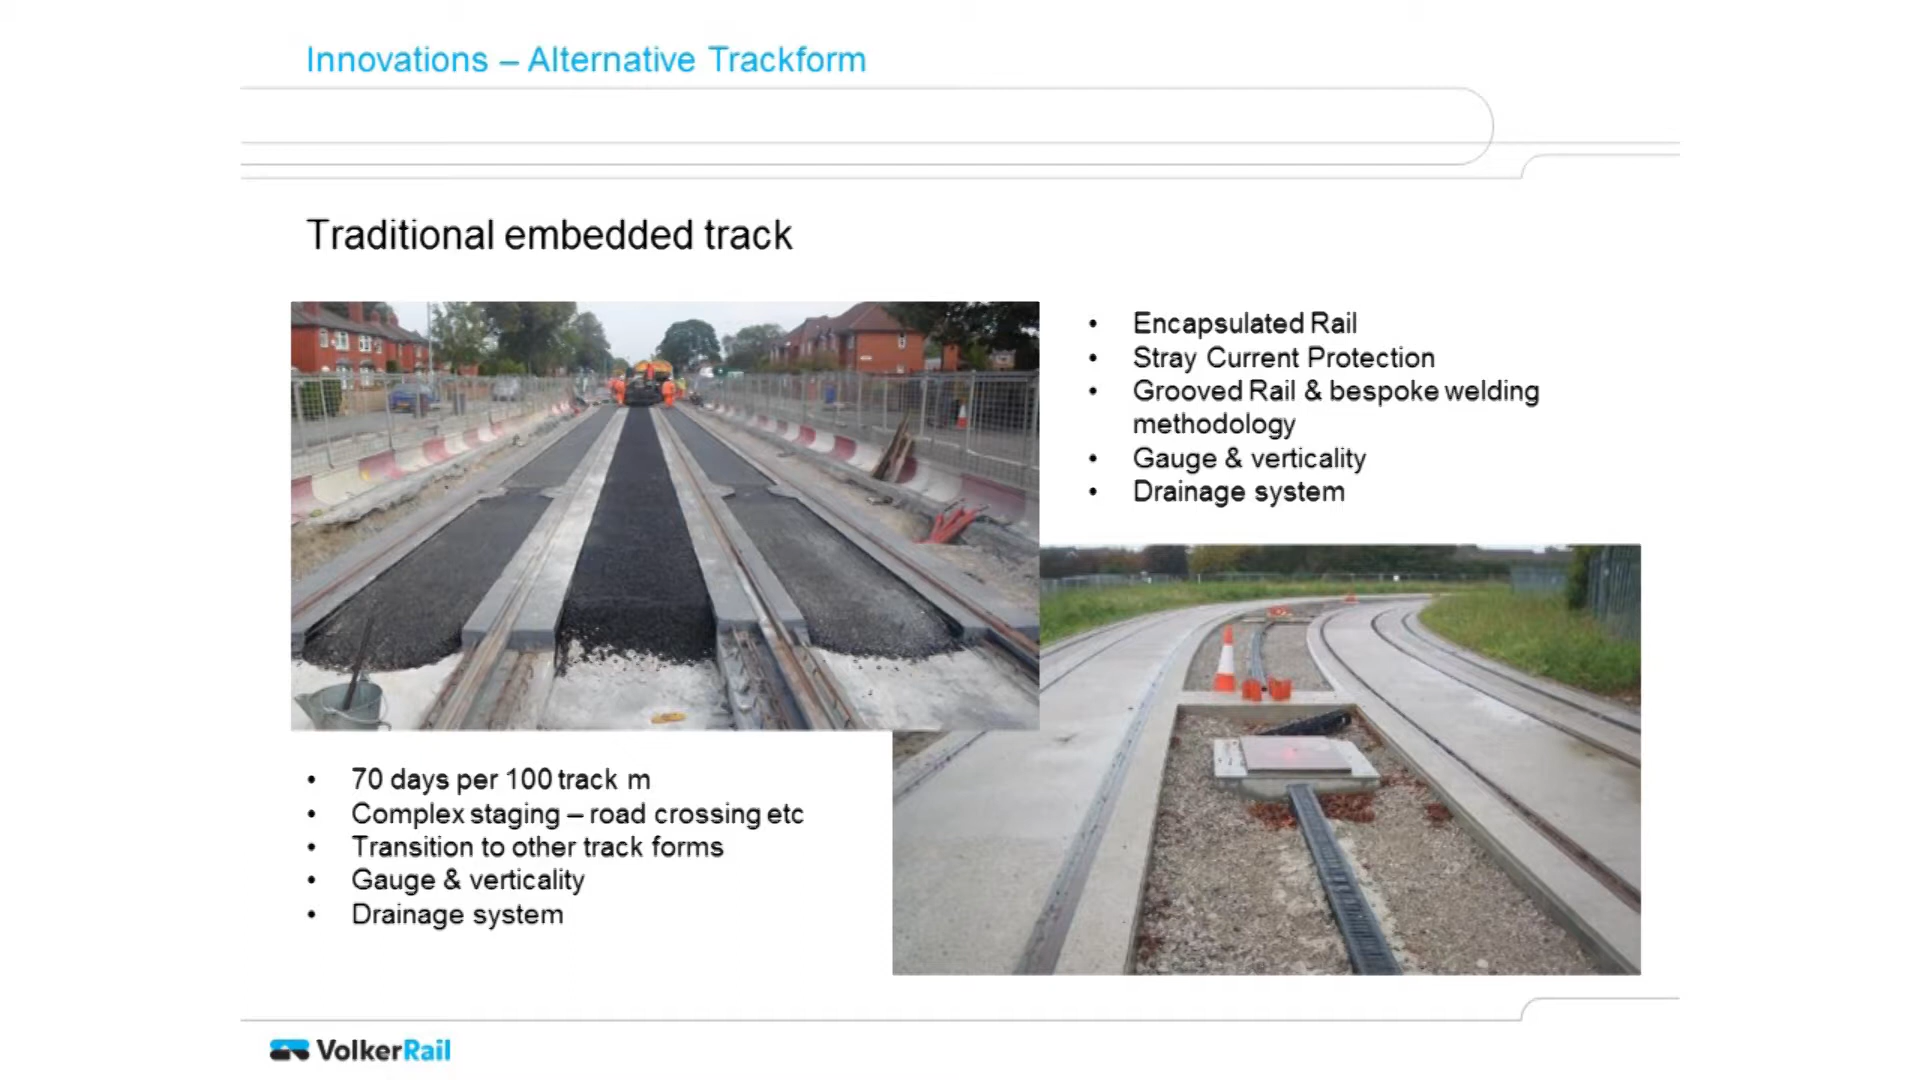 Innovations – Alternative Trackform
Traditional embedded track
• Encapsulated Rail
• Stray Current Protection
• Grooved Rail & bespoke welding
methodology
• Gauge & verticality
• Drainage system
• 70 days per 100 track m
• Complex staging – road crossing etc
• Transition to other track forms
• Gauge & verticality
• Drainage system
VolkerRail